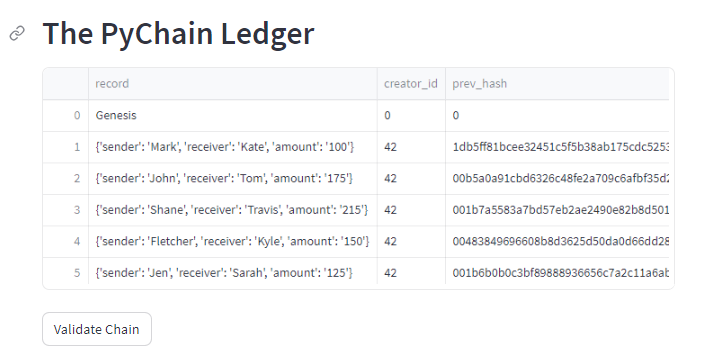 The PyChain Ledger
record creator_id prev_hash
0 Genesis 0 0
1 {'sender': 'Mark', 'receiver': 'Kate', 'amount': '100'} 42 1db5ff81bcee32451c5f5b38ab175cdc5253
2 {'sender': 'John', 'receiver': 'Tom', 'amount': '175'} 42 00b5a0a91cbd6326c48fe2a709c6afbf35d2
3 {'sender': 'Shane', 'receiver': 'Travis', 'amount': '215'} 42 001b7a5583a7bd57eb2ae2490e82b8d501
4 {'sender': 'Fletcher', 'receiver': 'Kyle', 'amount': '150'} 42 00483849696608b8d3625d50da0d66dd28
5 {'sender': 'Jen', 'receiver': 'Sarah', 'amount': '125'} 42 001b6b0b0c3bf89888936656c7a2c11a6ab
Validate Chain